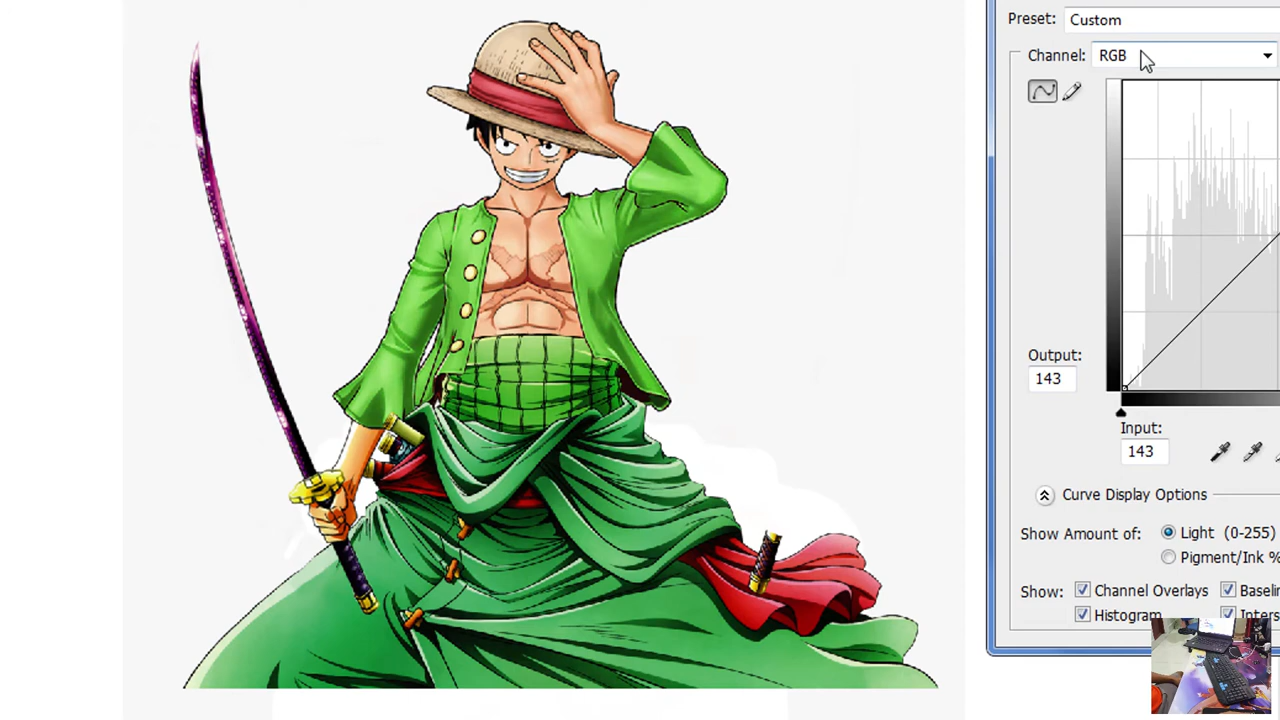 Preset: Custom
Channel: RGB
Output:
143
Input:
143
Curve Display Options
Show Amount of: Light (0-255)
Pigment/Ink %
Show: Channel Overlays
Histogram